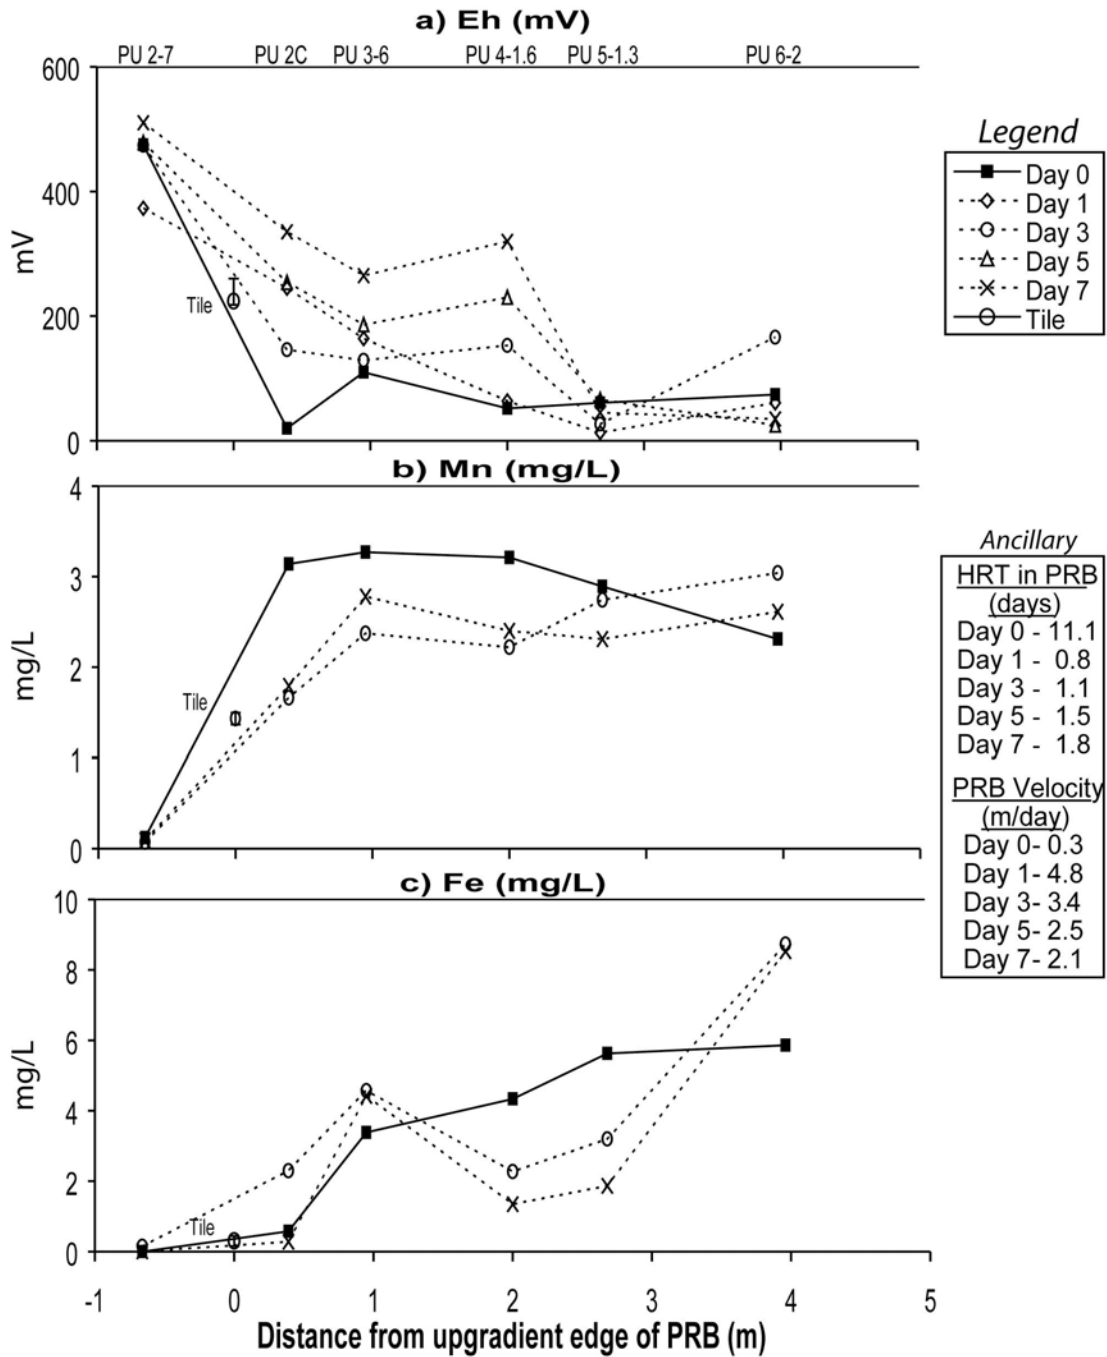 a) Eh (mV)
PU 2-7 PU 2C PU 3-6 PU 4-1.6 PU 5-1.3 PU 6-2
600
400
200
0
mV
Tile
Legend
Day 0
Day 1
Day 3
Day 5
Day 7
Tile
b) Mn (mg/L)
4
3
2
1
0
mg/L
Tile
Ancillary
HRT in PRB
(days)
Day 0 - 11.1
Day 1 - 0.8
Day 3 - 1.1
Day 5 - 1.5
Day 7 - 1.8
PRB Velocity
(m/day)
Day 0- 0.3
Day 1- 4.8
Day 3- 3.4
Day 5- 2.5
Day 7- 2.1
c) Fe (mg/L)
10
8
6
4
2
0
mg/L
Tile
-1 0 1 2 3 4 5
Distance from upgradient edge of PRB (m)